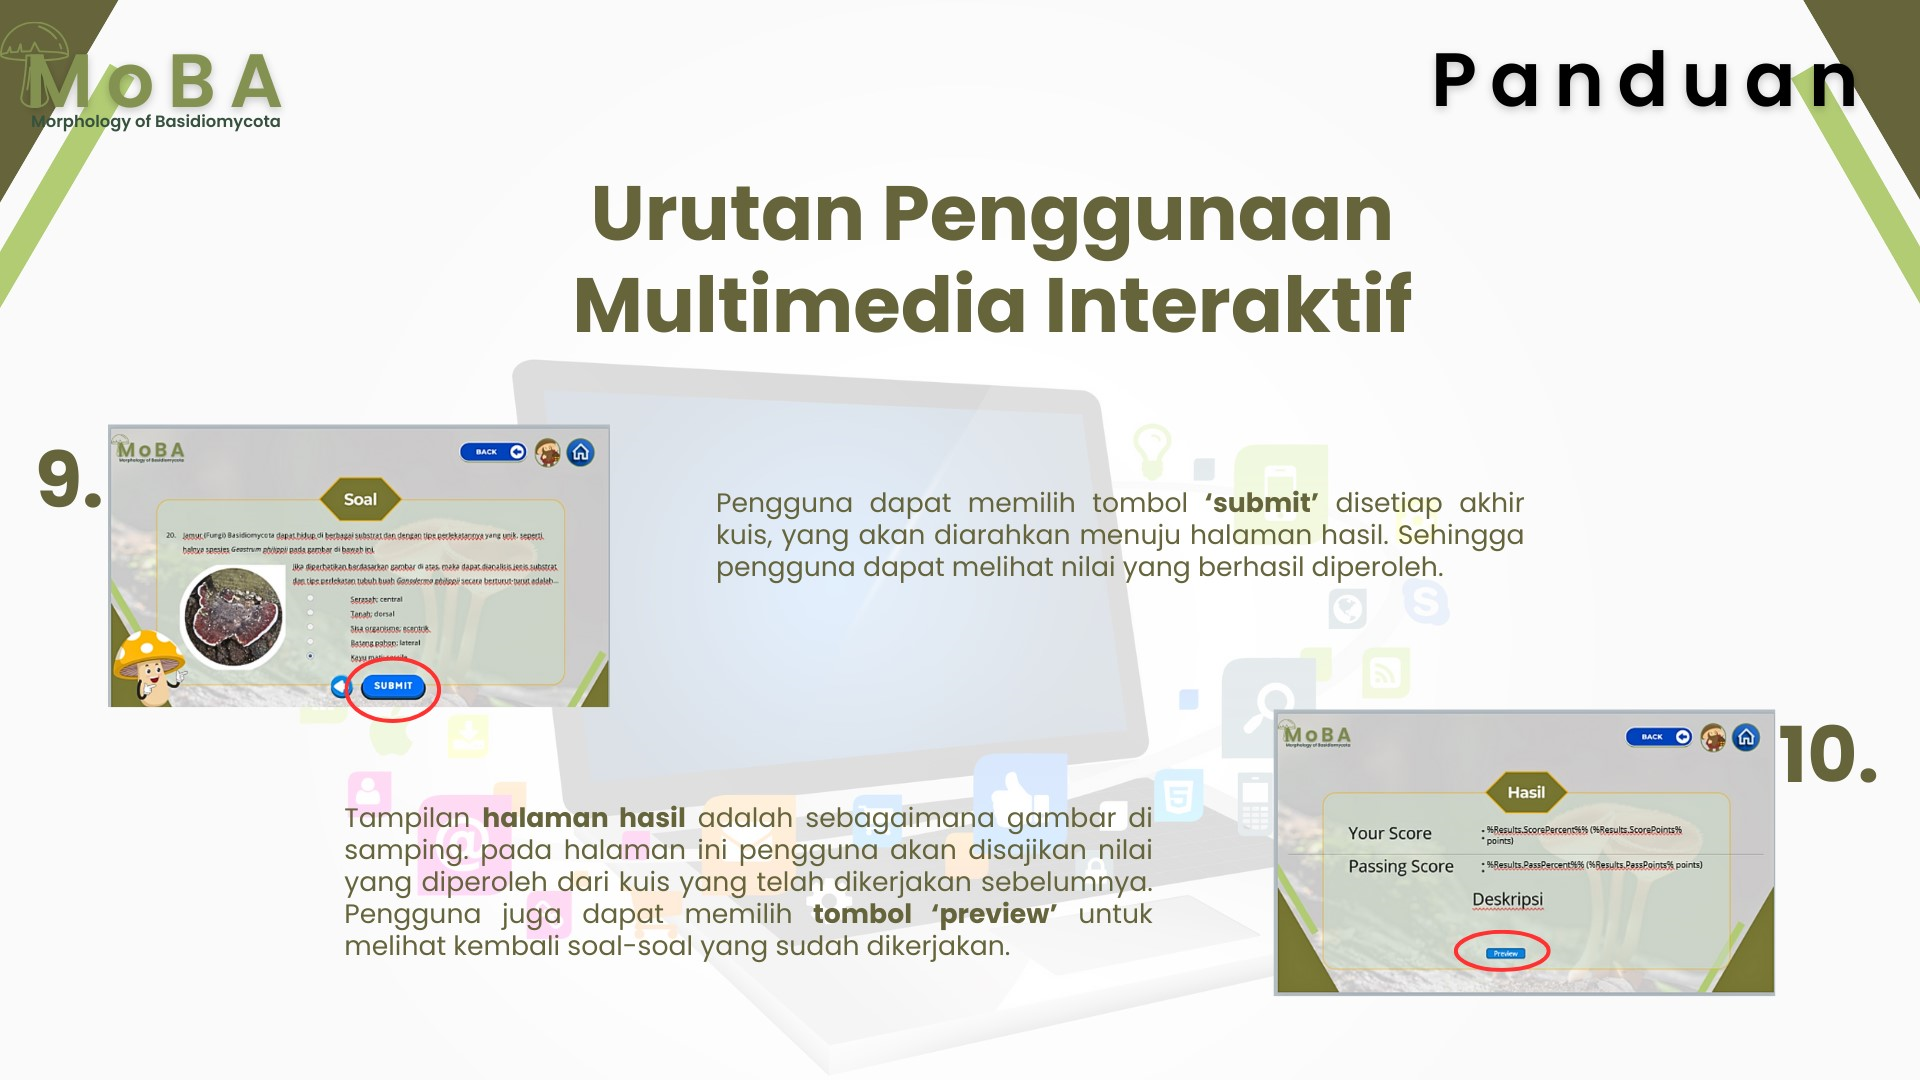 MoBA
Morphology of Basidiomycota
Panduan
Urutan Penggunaan
Multimedia Interaktif
9.
MoBA
Morphology of Basidiomycota
BACK
Soal
20. Jamur (Fungi) Basidiomycota dapat hidup di berbagai substrat dan dengan tipe perlekatannya yang unik, seperti
halnya spesies Geastrum philippii pada gambar di bawah ini.
Jika diperhatikan berdasarkan gambar di atas, maka dapat dianalisis jenis substrat
dan tipe perlekatan tubuh buah Ganoderma philippii secara berturut-turut adalah...
Serasah; central
Tanah; dorsal
Sisa organisme; ecentrik
Batang pohon; lateral
Kayu mati; sessile
SUBMIT
Pengguna dapat memilih tombol ‘submit’ disetiap akhir
kuis, yang akan diarahkan menuju halaman hasil. Sehingga
pengguna dapat melihat nilai yang berhasil diperoleh.
10.
MoBA
Morphology of Basidiomycota
BACK
Hasil
Your Score : %Results.ScorePercent%% (%Results.ScorePoints%
points)
Passing Score : %Results.PassPercent%% (%Results.PassPoints% points)
Deskripsi
Preview
Tampilan halaman hasil adalah sebagaimana gambar di
samping. pada halaman ini pengguna akan disajikan nilai
yang diperoleh dari kuis yang telah dikerjakan sebelumnya.
Pengguna juga dapat memilih tombol ‘preview’ untuk
melihat kembali soal-soal yang sudah dikerjakan.